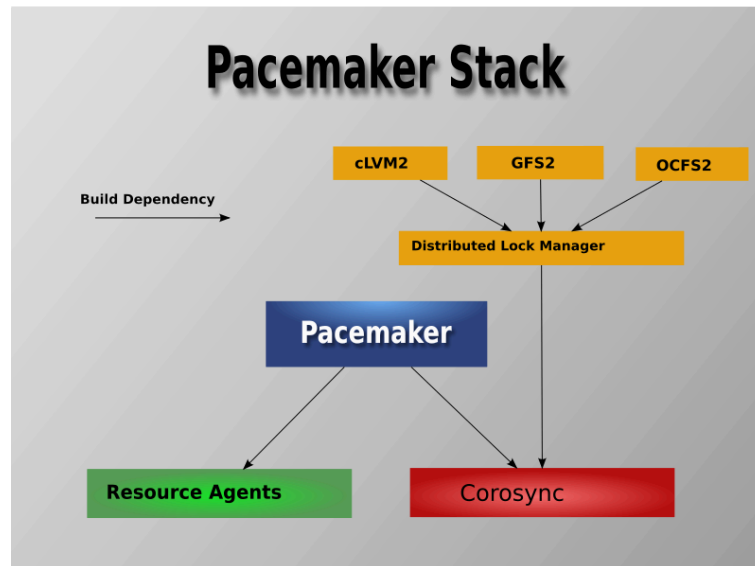 Pacemaker Stack
cLVM2
GFS2
OCFS2
Build Dependency
Distributed Lock Manager
Pacemaker
Resource Agents
Corosync